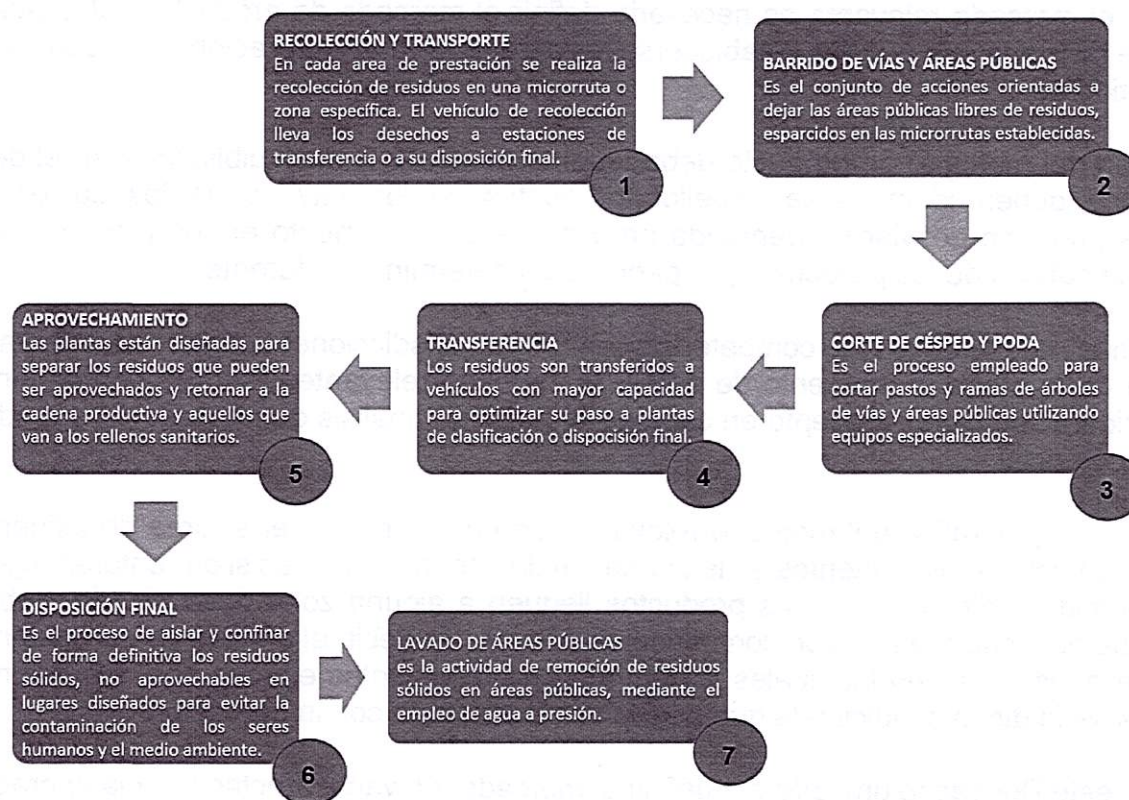 RECOLECCIÓN Y TRANSPORTE
En cada area de prestación se realiza la
recolección de residuos en una microrruta o
zona específica. El vehículo de recolección
lleva los desechos a estaciones de
transferencia o a su disposición final.
1
BARRIDO DE VÍAS Y ÁREAS PÚBLICAS
Es el conjunto de acciones orientadas a
dejar las áreas públicas libres de residuos,
esparcidos en las microrrutas establecidas.
2
CORTE DE CÉSPED Y PODA
Es el proceso empleado para
cortar pastos y ramas de árboles
de vías y áreas públicas utilizando
equipos especializados.
3
TRANSFERENCIA
Los residuos son transferidos a
vehículos con mayor capacidad
para optimizar su paso a plantas
de clasificación o dispocisión final.
4
APROVECHAMIENTO
Las plantas están diseñadas para
separar los residuos que pueden
ser aprovechados y retornar a la
cadena productiva y aquellos que
van a los rellenos sanitarios.
5
DISPOSICIÓN FINAL
Es el proceso de aislar y confinar
de forma definitiva los residuos
sólidos, no aprovechables en
lugares diseñados para evitar la
contaminación de los seres
humanos y el medio ambiente.
6
LAVADO DE ÁREAS PÚBLICAS
es la actividad de remoción de residuos
sólidos en áreas públicas, mediante el
empleo de agua a presión.
7